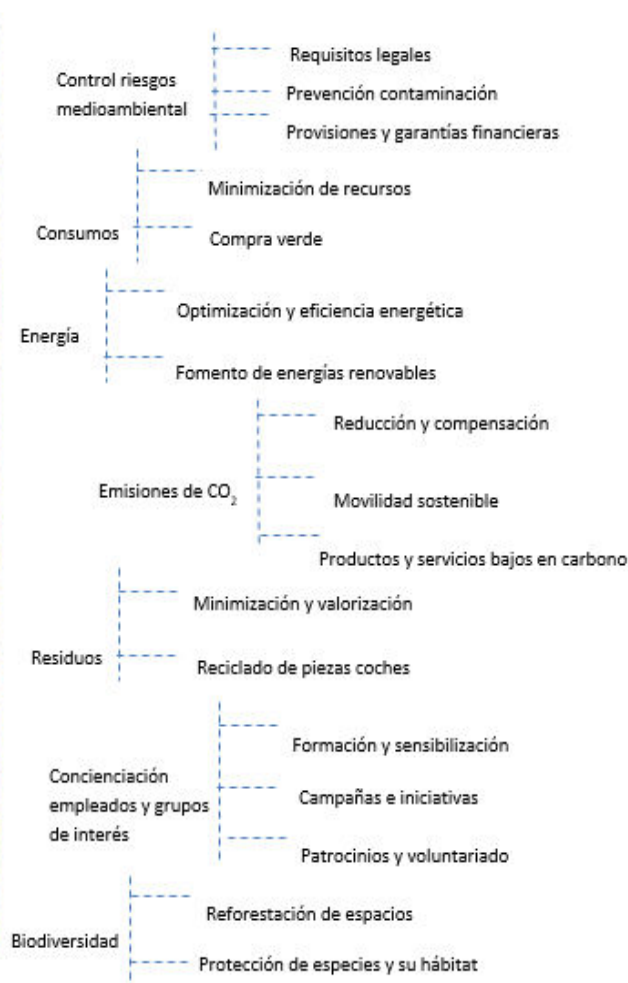 Control riesgos
medioambiental
Requisitos legales
Prevención contaminación
Provisiones y garantías financieras
Consumos
Minimización de recursos
Compra verde
Energía
Optimización y eficiencia energética
Fomento de energías renovables
Emisiones de CO₂
Reducción y compensación
Movilidad sostenible
Productos y servicios bajos en carbono
Residuos
Minimización y valorización
Reciclado de piezas coches
Concienciación
empleados y grupos
de interés
Formación y sensibilización
Campañas e iniciativas
Patrocinios y voluntariado
Biodiversidad
Reforestación de espacios
Protección de especies y su hábitat